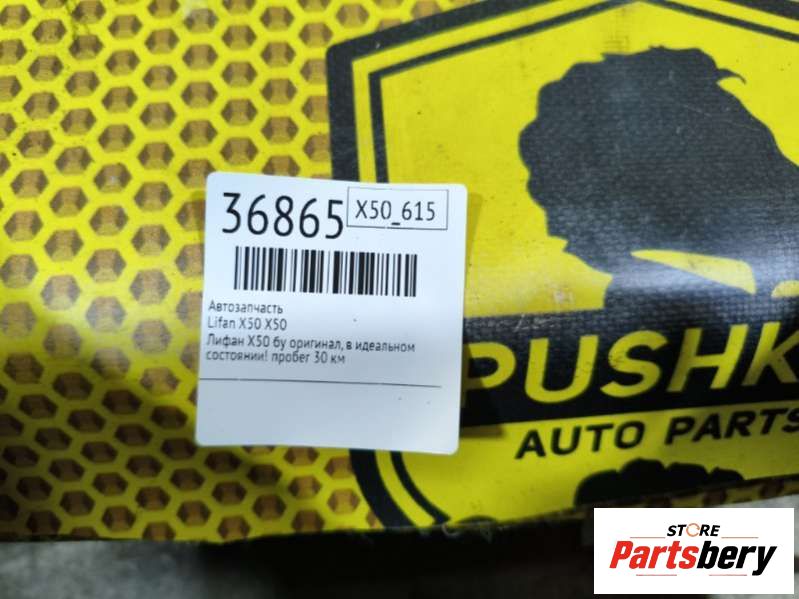 36865
X50_615
Автозапчасть
Lifan X50 X50
Лифан X50 бу оригинал, в идеальном
состоянии! пробег 30 км
PUSHK
AUTO PARTS
STORE
Partsbery